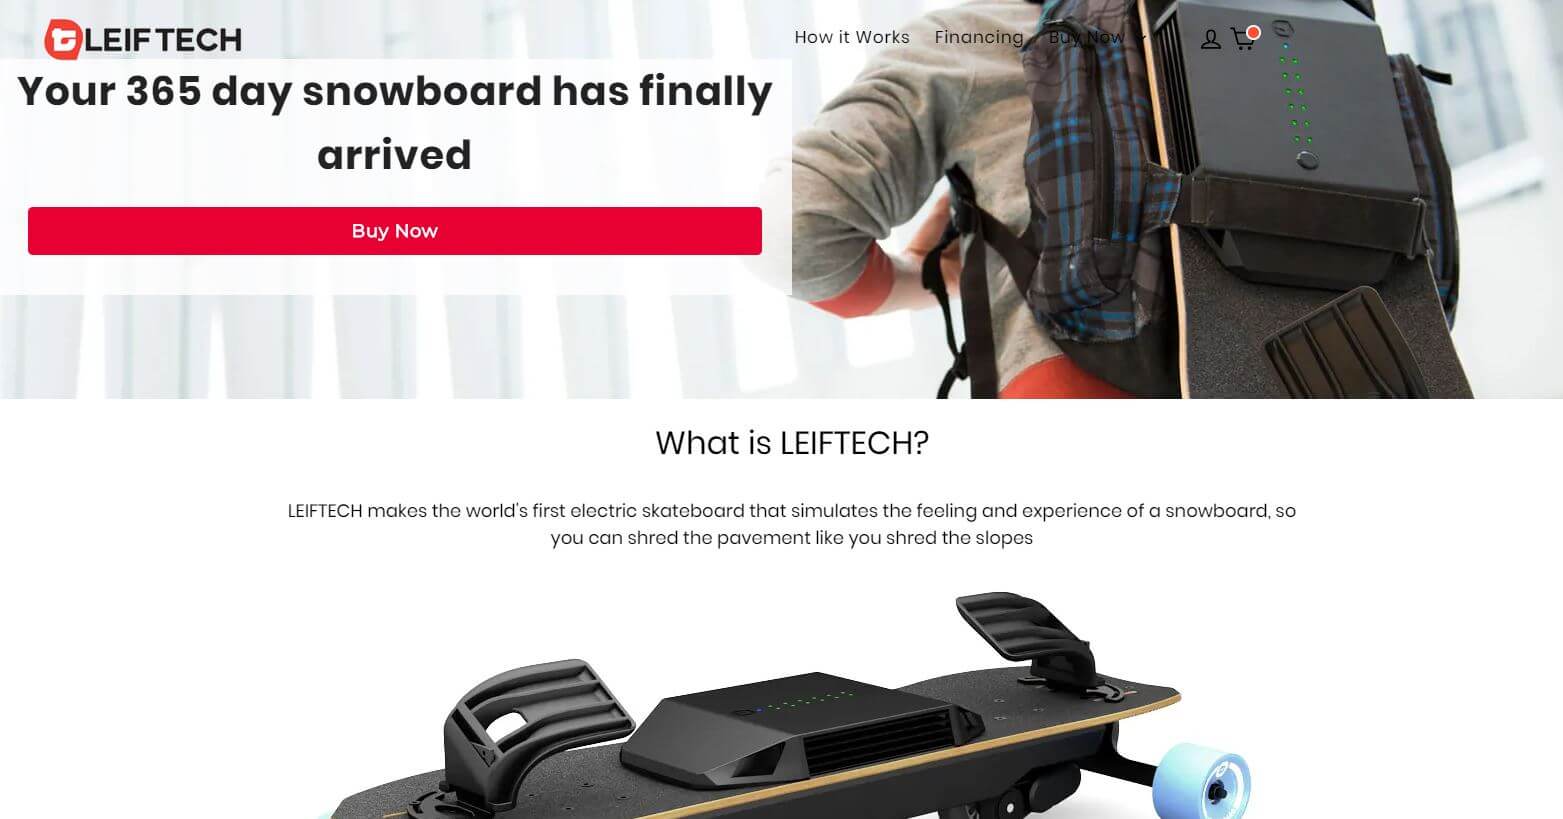 LEIFTECH
How it Works Financing Buy Now
Your 365 day snowboard has finally
arrived
Buy Now
What is LEIFTECH?
LEIFTECH makes the world's first electric skateboard that simulates the feeling and experience of a snowboard, so
you can shred the pavement like you shred the slopes